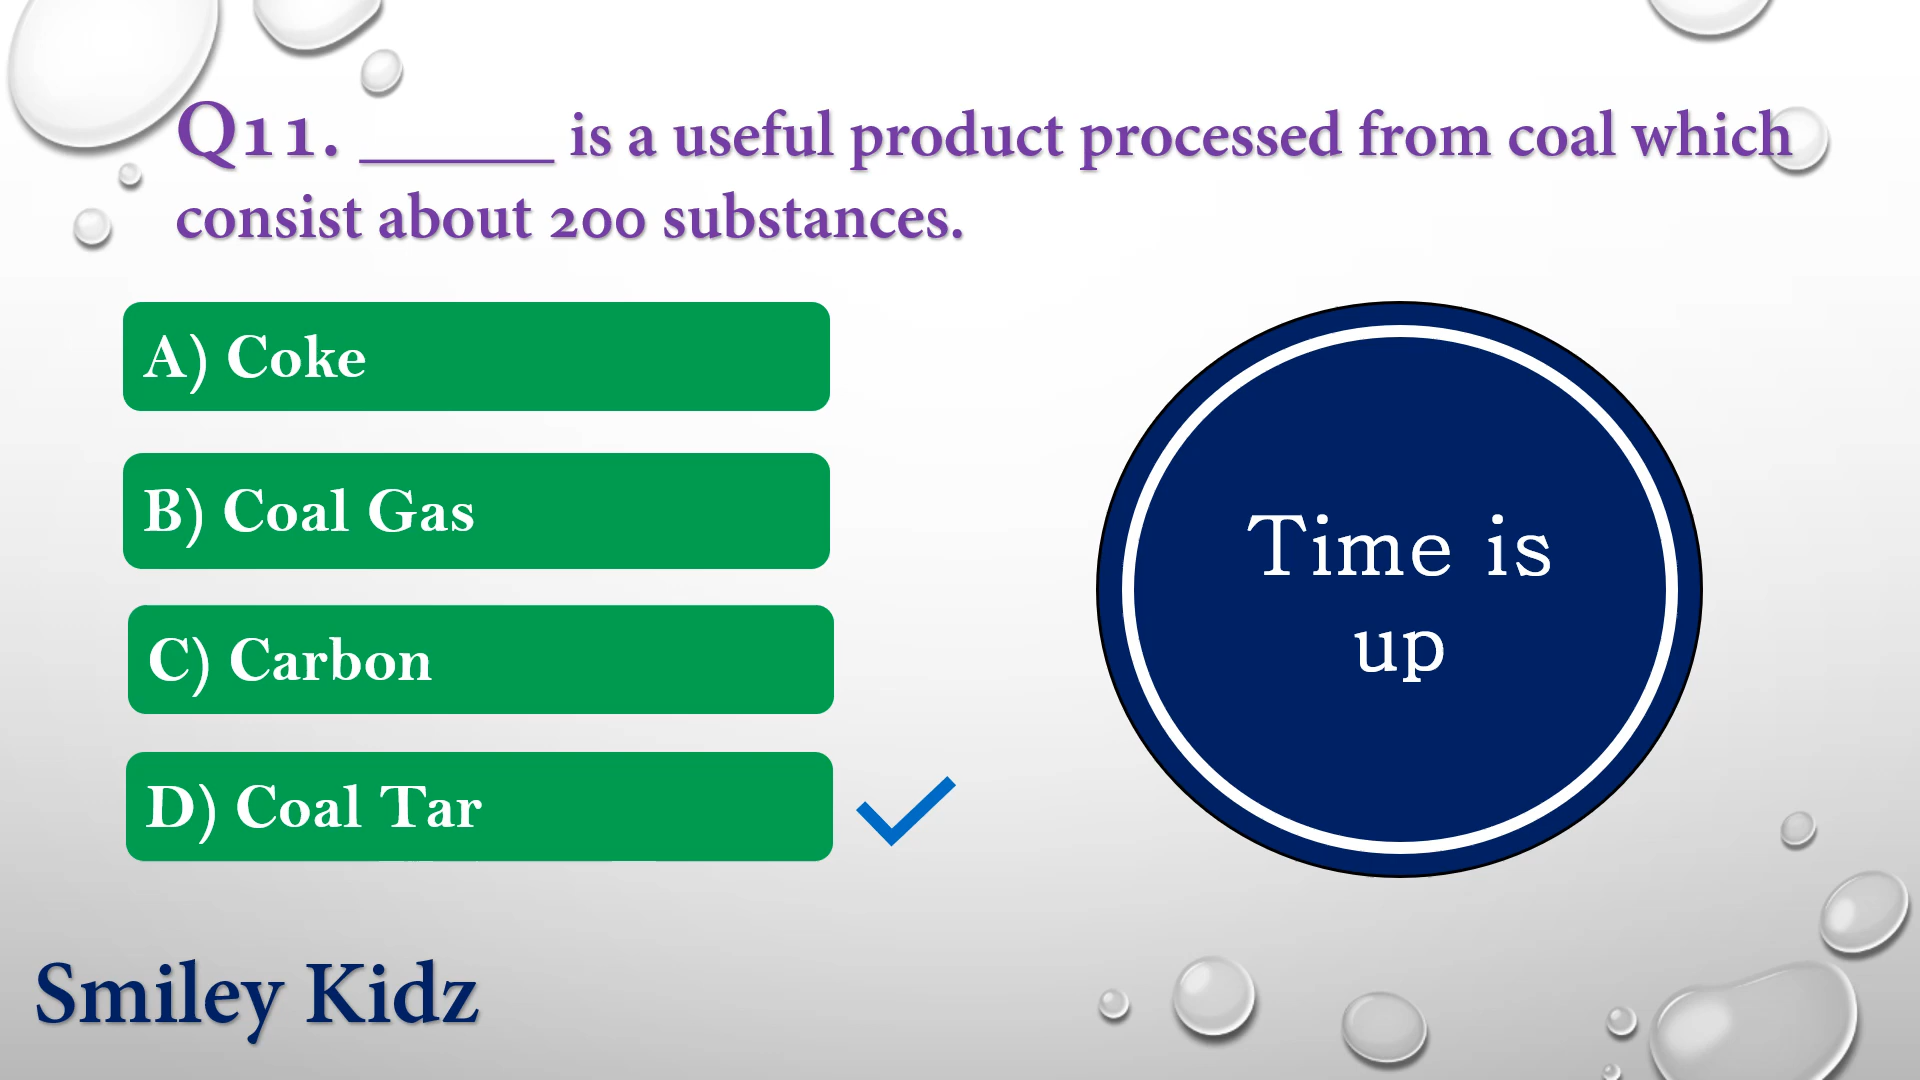 Q11. ______ is a useful product processed from coal which
consist about 200 substances.
A) Coke
B) Coal Gas
C) Carbon
D) Coal Tar
Time is
up
Smiley Kidz